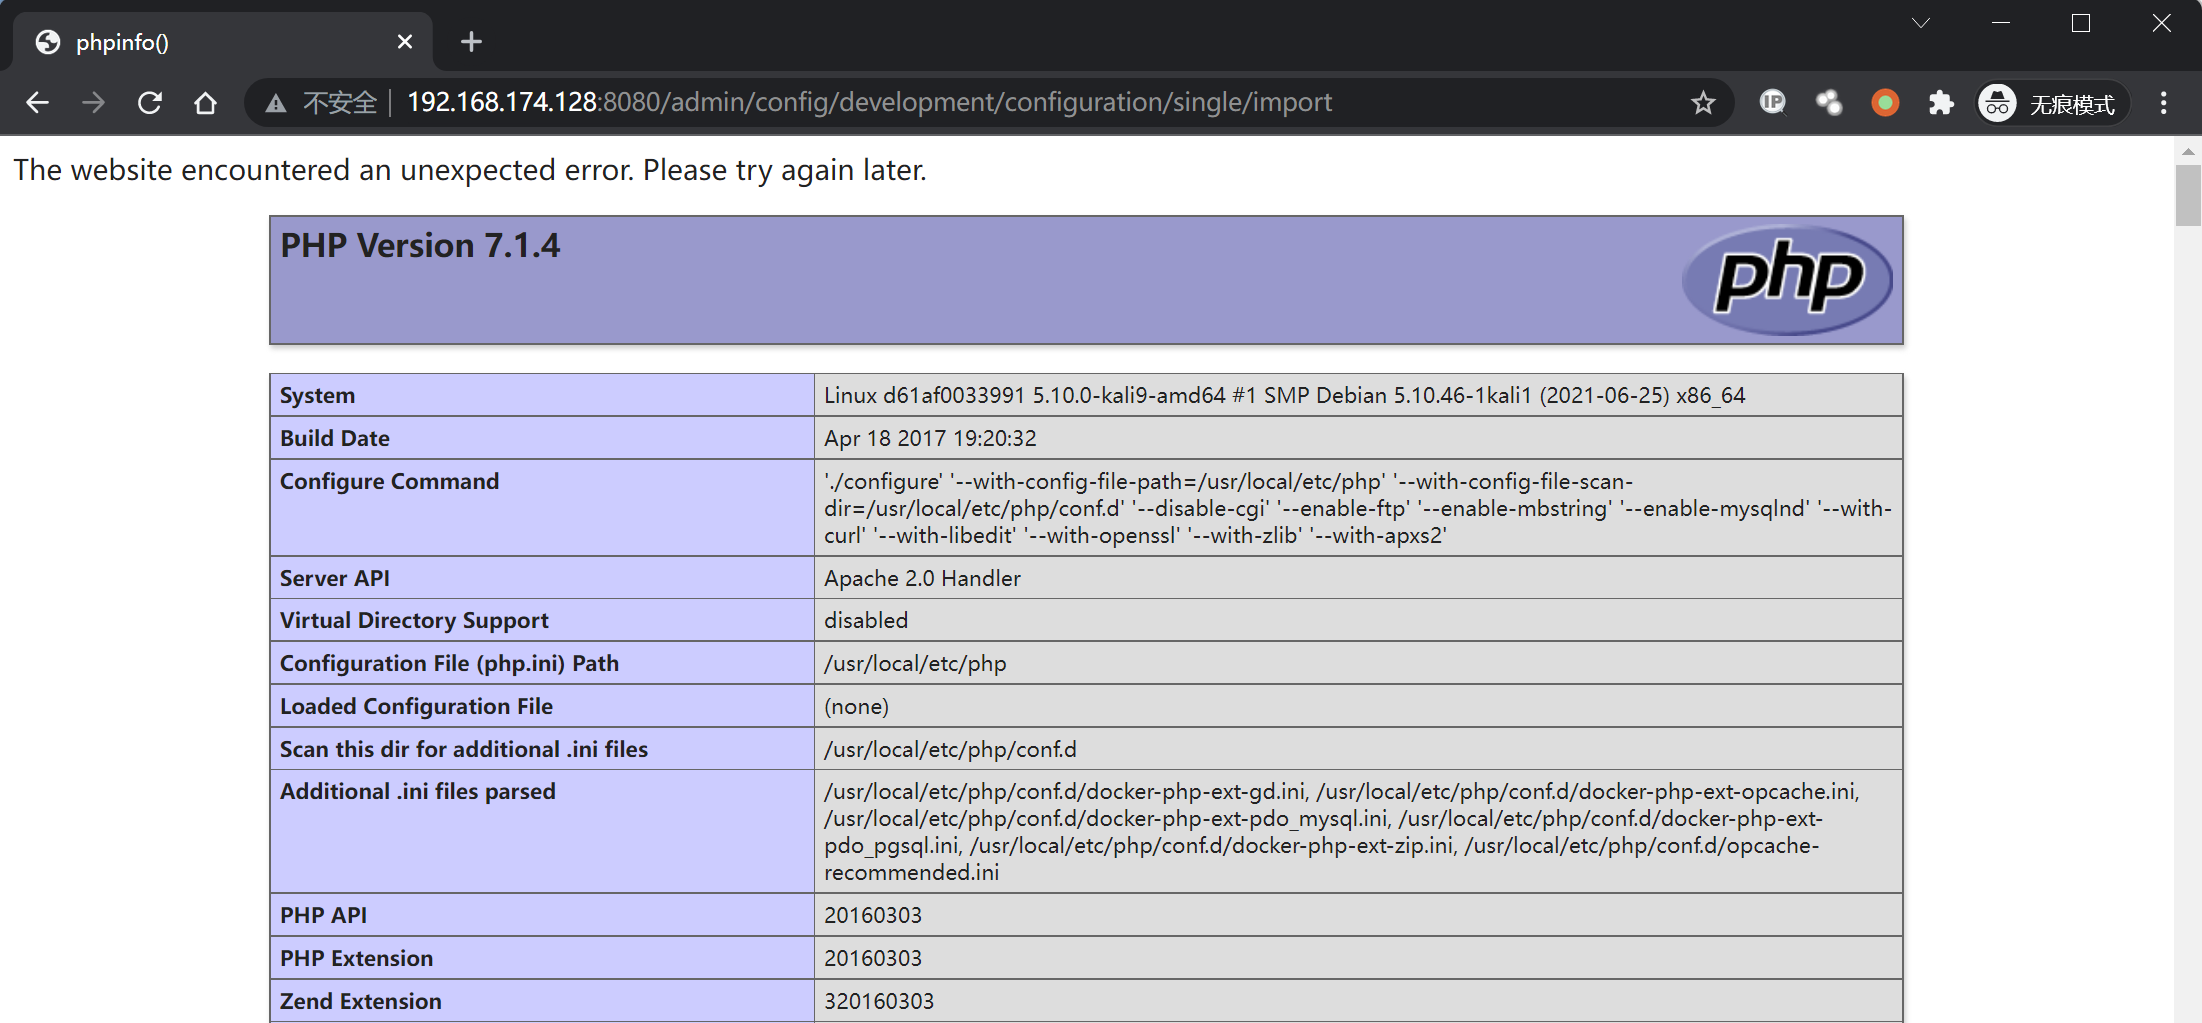 phpinfo()
不安全 192.168.174.128:8080/admin/config/development/configuration/single/import
IP
无痕模式
The website encountered an unexpected error. Please try again later.
PHP Version 7.1.4
php
System Linux d61af0033991 5.10.0-kali9-amd64 #1 SMP Debian 5.10.46-1kali1 (2021-06-25) x86_64
Build Date Apr 18 2017 19:20:32
Configure Command './configure' '--with-config-file-path=/usr/local/etc/php' '--with-config-file-scan-
dir=/usr/local/etc/php/conf.d' '--disable-cgi' '--enable-ftp' '--enable-mbstring' '--enable-mysqlnd' '--with-
curl' '--with-libedit' '--with-openssl' '--with-zlib' '--with-apxs2'
Server API Apache 2.0 Handler
Virtual Directory Support disabled
Configuration File (php.ini) Path /usr/local/etc/php
Loaded Configuration File (none)
Scan this dir for additional .ini files /usr/local/etc/php/conf.d
Additional .ini files parsed /usr/local/etc/php/conf.d/docker-php-ext-gd.ini, /usr/local/etc/php/conf.d/docker-php-ext-opcache.ini,
/usr/local/etc/php/conf.d/docker-php-ext-pdo_mysql.ini, /usr/local/etc/php/conf.d/docker-php-ext-
pdo_pgsql.ini, /usr/local/etc/php/conf.d/docker-php-ext-zip.ini, /usr/local/etc/php/conf.d/opcache-
recommended.ini
PHP API 20160303
PHP Extension 20160303
Zend Extension 320160303